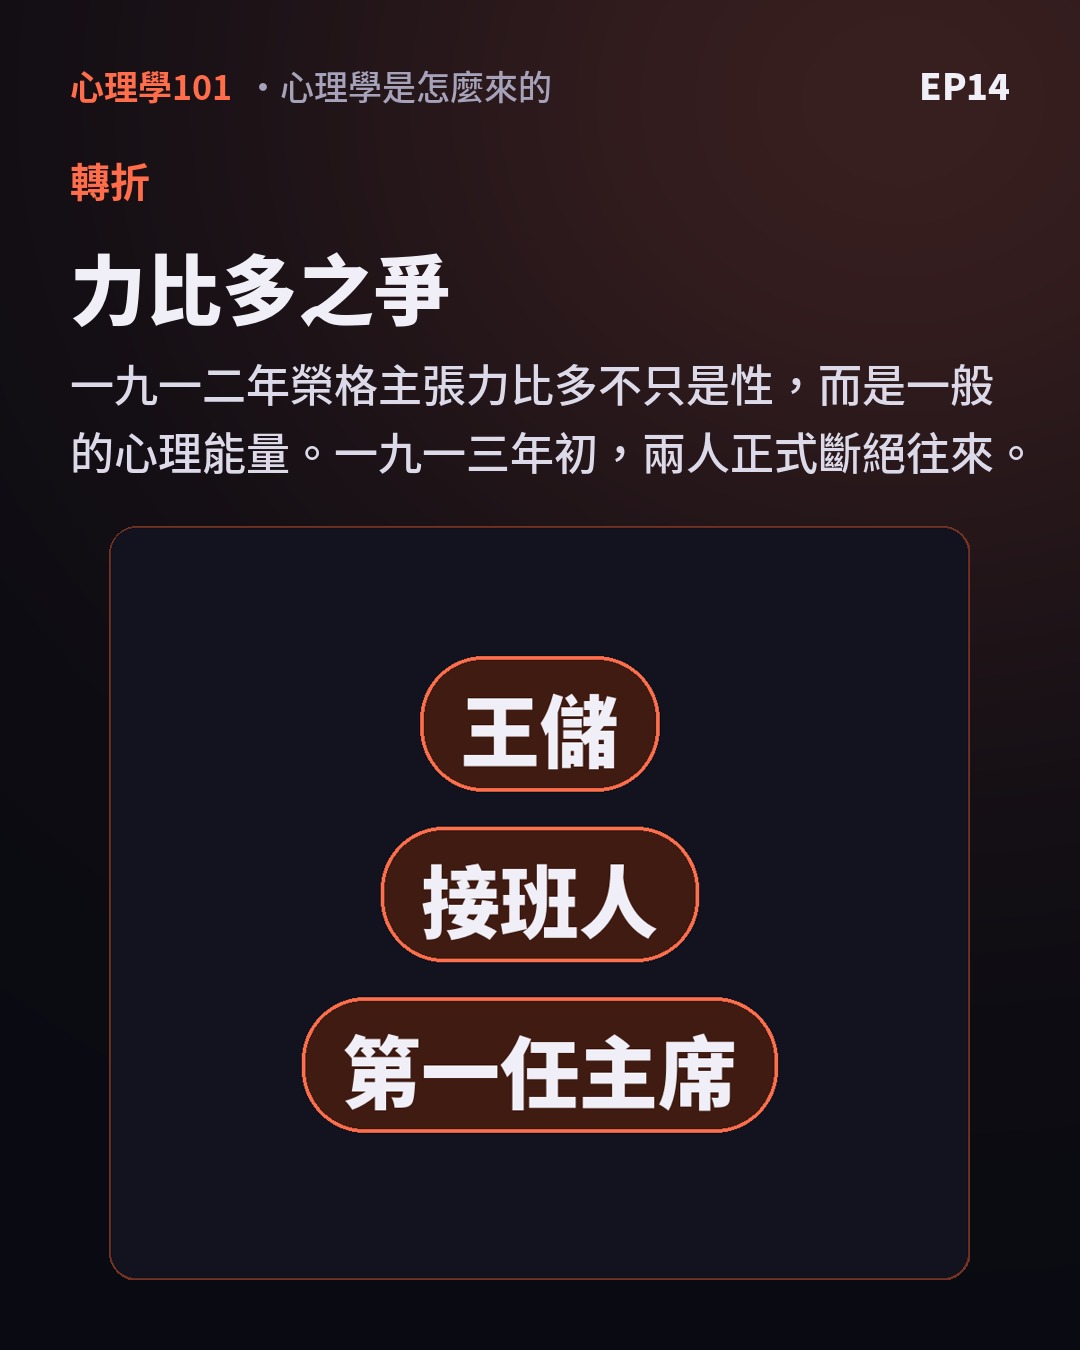 心理學101 ・心理學是怎麼來的
EP14
轉折
力比多之爭
一九一二年榮格主張力比多不只是性，而是一般
的心理能量。一九一三年初，兩人正式斷絕往來。
王儲
接班人
第一任主席